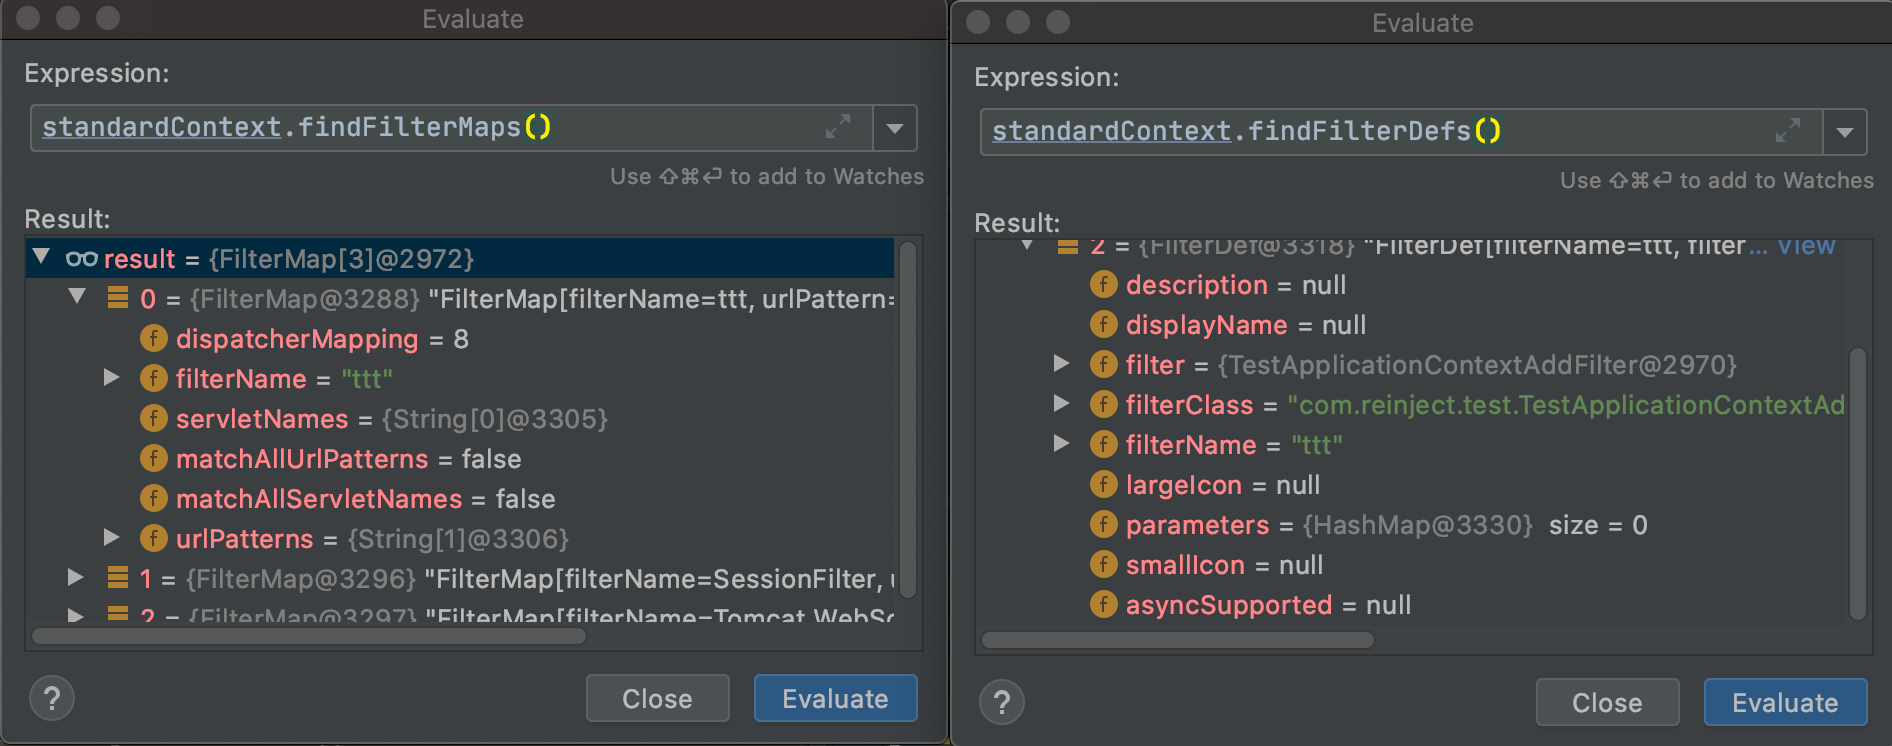 Evaluate
Expression:
standardContext.findFilterMaps()
Use ⇧⌘⏎ to add to Watches
Result:
result = {FilterMap[3]@2972}
0 = {FilterMap@3288} "FilterMap[filterName=ttt, urlPattern=
dispatcherMapping = 8
filterName = "ttt"
servletNames = {String[0]@3305}
matchAllUrlPatterns = false
matchAllServletNames = false
urlPatterns = {String[1]@3306}
1 = {FilterMap@3296} "FilterMap[filterName=SessionFilter, u
2 = {FilterMap@3297} "FilterMap[filterName=Tomcat WebSo
?
Close
Evaluate
Evaluate
Expression:
standardContext.findFilterDefs()
Use ⇧⌘⏎ to add to Watches
Result:
2 = {FilterDef@3318} "FilterDef[filterName=ttt, filter... View
description = null
displayName = null
filter = {TestApplicationContextAddFilter@2970}
filterClass = "com.reinject.test.TestApplicationContextAd
filterName = "ttt"
largeIcon = null
parameters = {HashMap@3330} size = 0
smallIcon = null
asyncSupported = null
?
Close
Evaluate